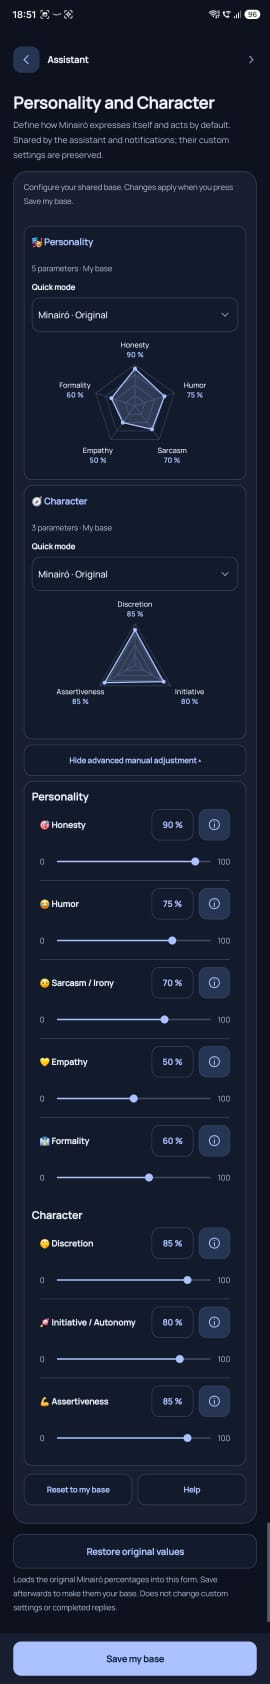 18:51
96
Assistant
Personality and Character
Define how Minairó expresses itself and acts by default.
Shared by the assistant and notifications; their custom
settings are preserved.
Configure your shared base. Changes apply when you press
Save my base.
Personality
5 parameters · My base
Quick mode
Minairó · Original
Honesty
90 %
Formality
60 %
Humor
75 %
Empathy
50 %
Sarcasm
70 %
Character
3 parameters · My base
Quick mode
Minairó · Original
Discretion
85 %
Assertiveness
85 %
Initiative
80 %
Hide advanced manual adjustment
Personality
Honesty 90 %
0 100
Humor 75 %
0 100
Sarcasm / Irony 70 %
0 100
Empathy 50 %
0 100
Formality 60 %
0 100
Character
Discretion 85 %
0 100
Initiative / Autonomy 80 %
0 100
Assertiveness 85 %
0 100
Reset to my base
Help
Restore original values
Loads the original Minairó percentages into this form. Save
afterwards to make them your base. Does not change custom
settings or completed replies.
Save my base